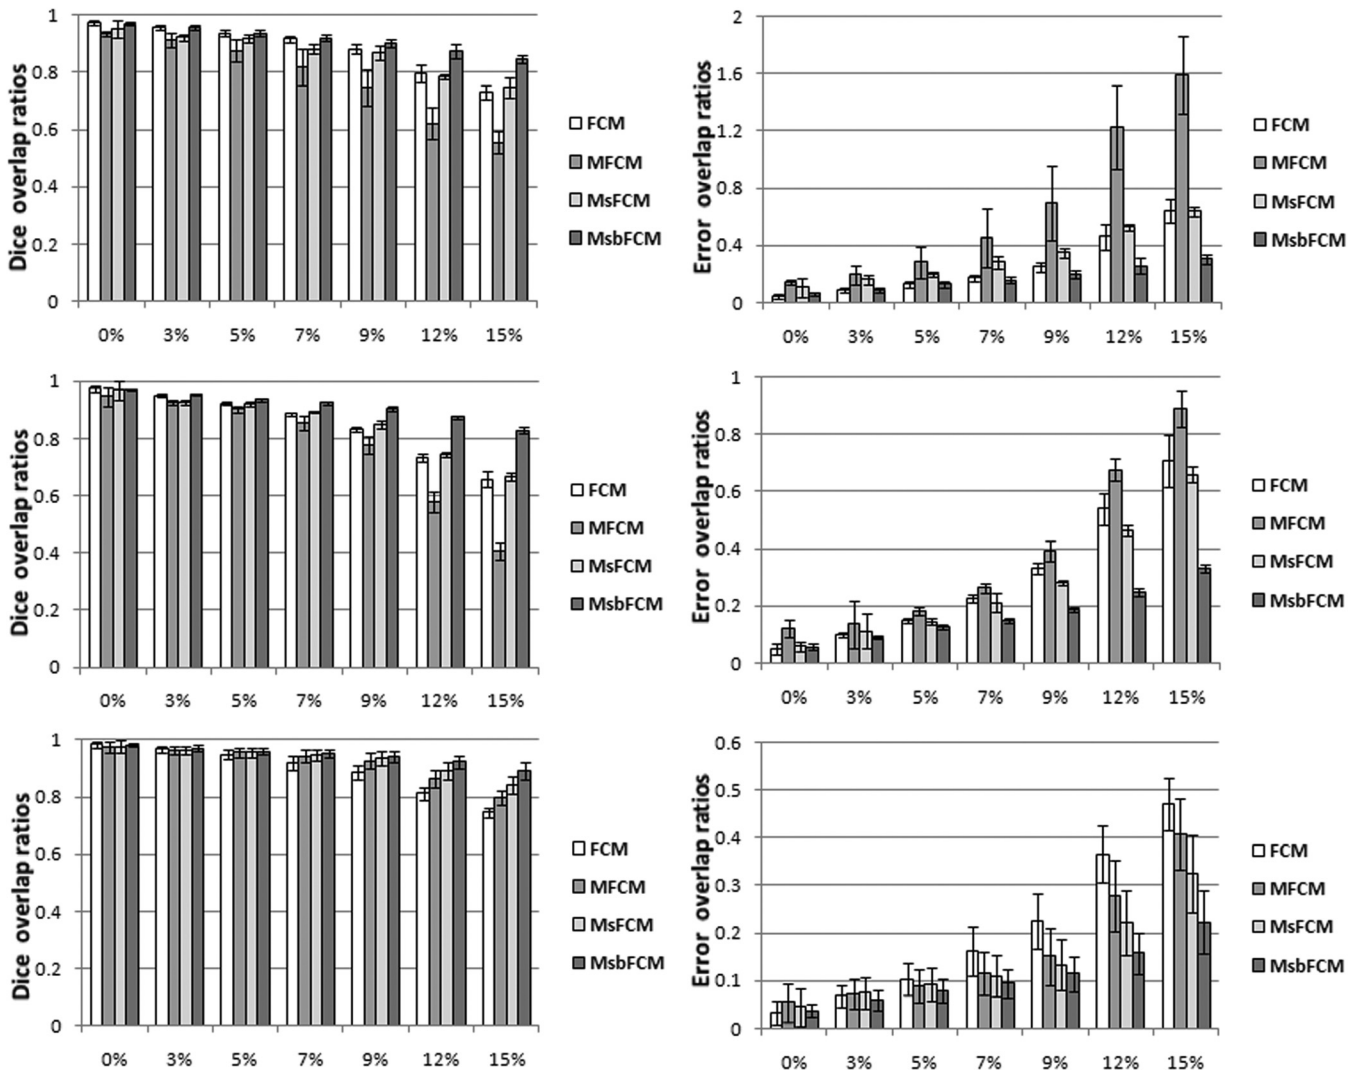 Dice overlap ratios
1
0.8
0.6
0.4
0.2
0
0% 3% 5% 7% 9% 12% 15%
FCM
MFCM
MsFCM
MsbFCM
Error overlap ratios
2
1.6
1.2
0.8
0.4
0
0% 3% 5% 7% 9% 12% 15%
FCM
MFCM
MsFCM
MsbFCM
Dice overlap ratios
1
0.8
0.6
0.4
0.2
0
0% 3% 5% 7% 9% 12% 15%
FCM
MFCM
MsFCM
MsbFCM
Error overlap ratios
1
0.8
0.6
0.4
0.2
0
0% 3% 5% 7% 9% 12% 15%
FCM
MFCM
MsFCM
MsbFCM
Dice overlap ratios
1
0.8
0.6
0.4
0.2
0
0% 3% 5% 7% 9% 12% 15%
FCM
MFCM
MsFCM
MsbFCM
Error overlap ratios
0.6
0.5
0.4
0.3
0.2
0.1
0
0% 3% 5% 7% 9% 12% 15%
FCM
MFCM
MsFCM
MsbFCM